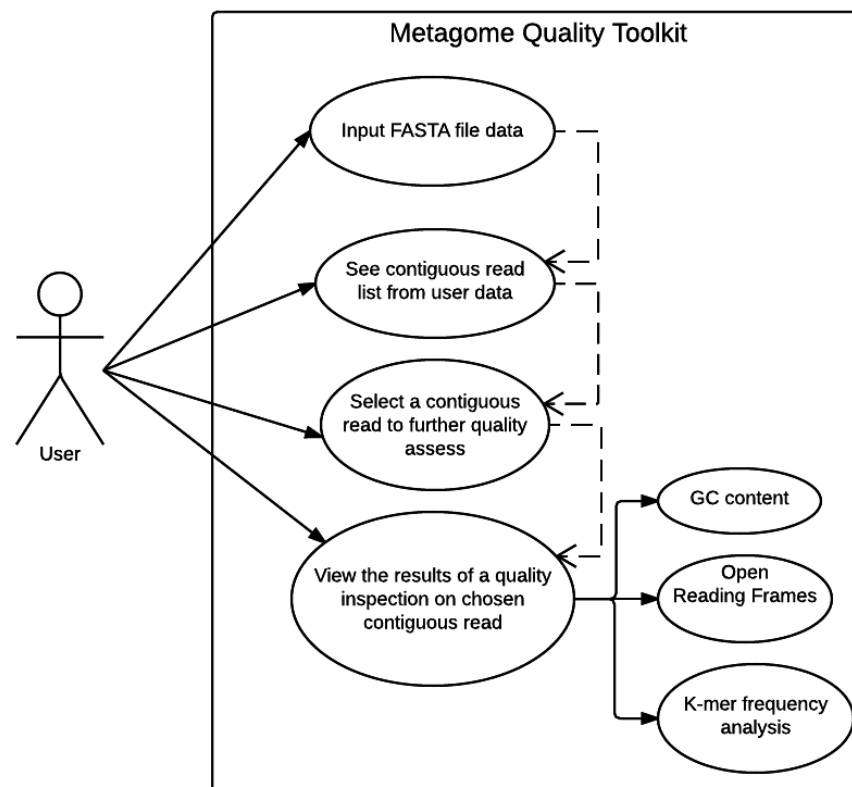 Metagome Quality Toolkit
Input FASTA file data
See contiguous read
list from user data
Select a contiguous
read to further quality
assess
User
GC content
View the results of a quality
inspection on chosen
contiguous read
Open
Reading Frames
K-mer frequency
analysis